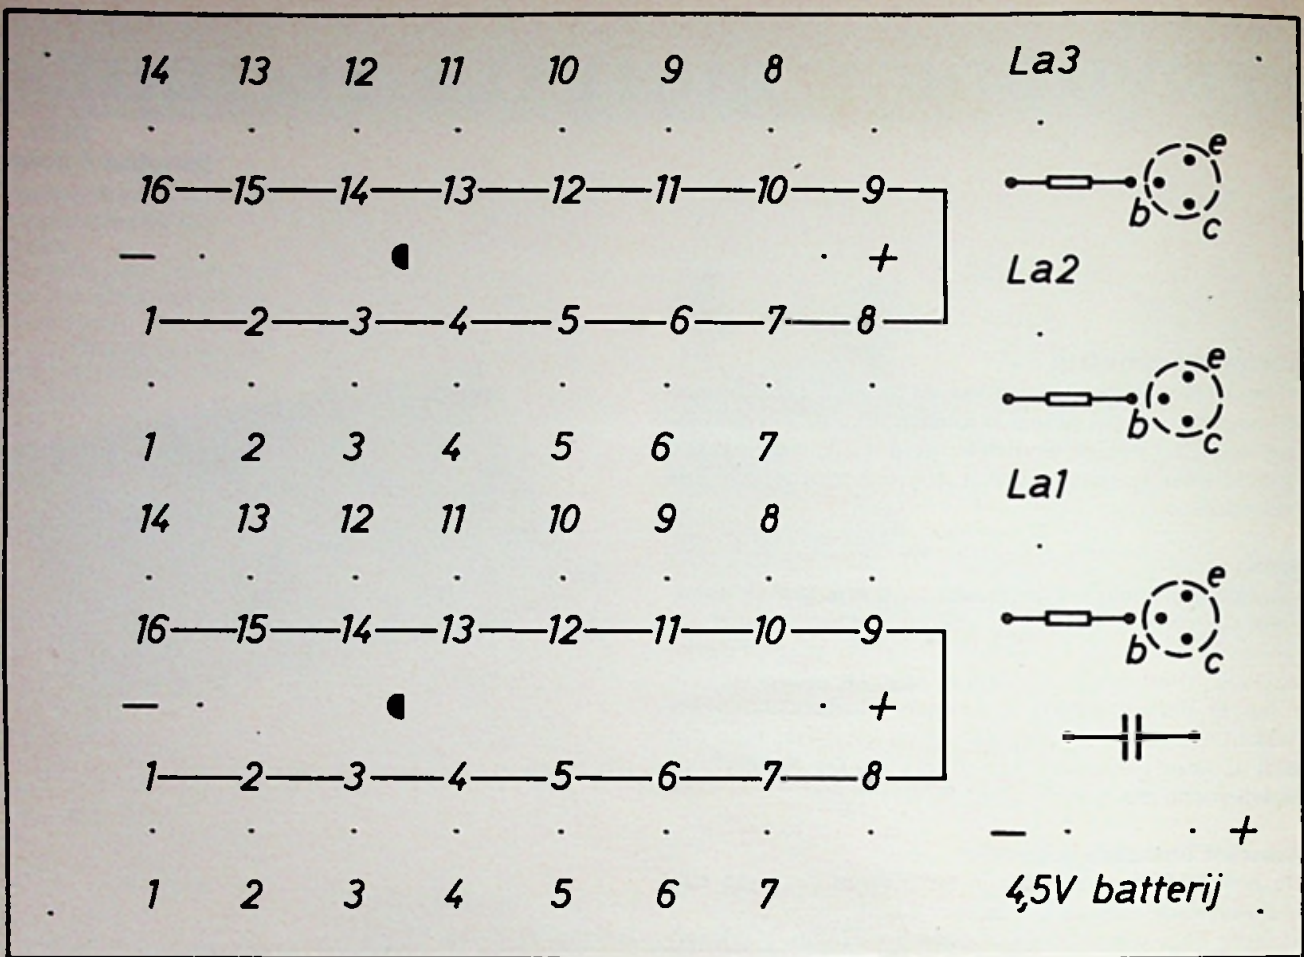 14 13 12 11 10 9 8 La3
e
16 15 14 13 12 11 10 9
b c
− + La2
1 2 3 4 5 6 7 8
e
b c
1 2 3 4 5 6 7
La1
14 13 12 11 10 9 8
e
16 15 14 13 12 11 10 9
b c
− +
1 2 3 4 5 6 7 8
− +
1 2 3 4 5 6 7 4,5V batterij